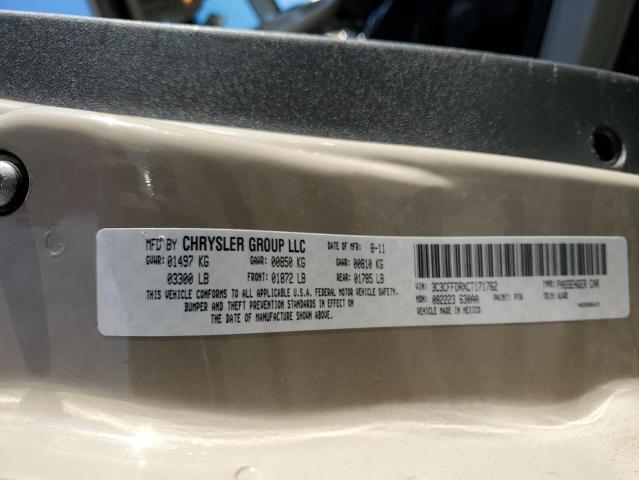 MFD BY CHRYSLER GROUP LLC DATE OF MFR: 8-11
GVWR: 01497 KG GAWR: 00850 KG GAWR: 00810 KG
03300 LB FRONT: 01872 LB REAR: 01785 LB
THIS VEHICLE CONFORMS TO ALL APPLICABLE U.S.A. FEDERAL MOTOR VEHICLE SAFETY,
BUMPER AND THEFT PREVENTION STANDARDS IN EFFECT ON
THE DATE OF MANUFACTURE SHOWN ABOVE.
VIN: 3C3CFFDRXCT171762 TYPE: PASSENGER CAR
MDH: 082223 630AA PAINT: TRIM:
VEHICLE MADE IN MEXICO